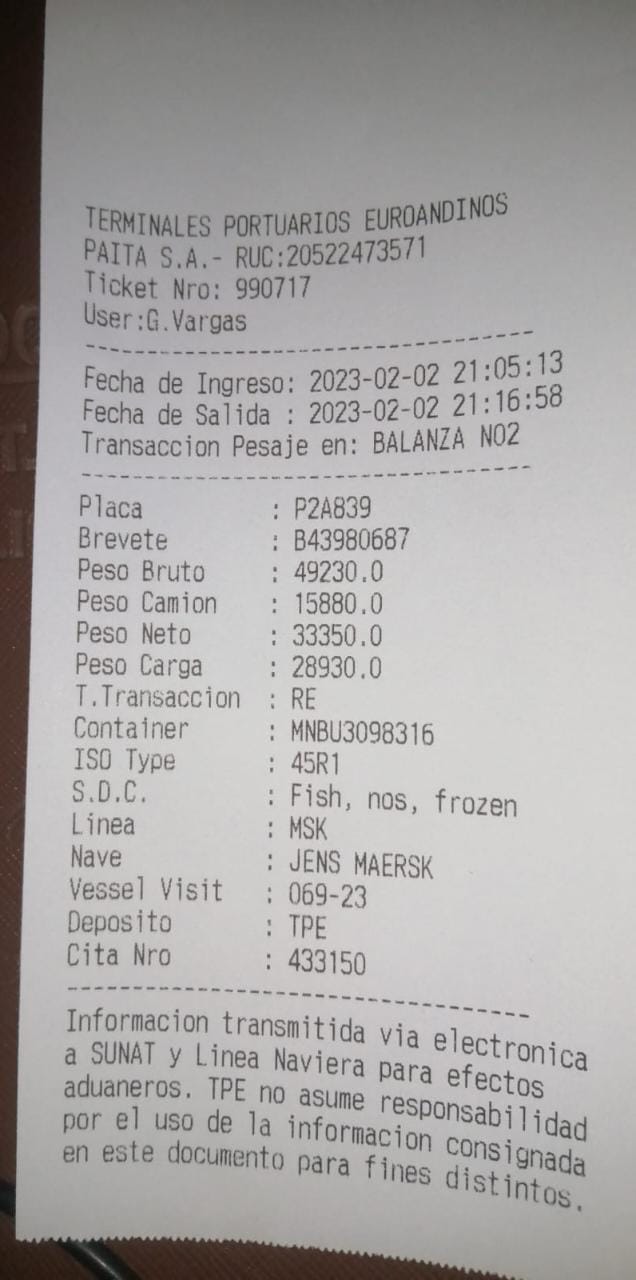 TERMINALES PORTUARIOS EUROANDINOS
PAITA S.A.- RUC:20522473571
Ticket Nro: 990717
User:G.Vargas
------------------------------------
Fecha de Ingreso: 2023-02-02 21:05:13
Fecha de Salida : 2023-02-02 21:16:58
Transaccion Pesaje en: BALANZA NO2
------------------------------------
Placa : P2A839
Brevete : B43980687
Peso Bruto : 49230.0
Peso Camion : 15880.0
Peso Neto : 33350.0
Peso Carga : 28930.0
T.Transaccion : RE
Container : MNBU3098316
ISO Type : 45R1
S.D.C. : Fish, nos, frozen
Linea : MSK
Nave : JENS MAERSK
Vessel Visit : 069-23
Deposito : TPE
Cita Nro : 433150
------------------------------------
Informacion transmitida via electronica
a SUNAT y Linea Naviera para efectos
aduaneros. TPE no asume responsabilidad
por el uso de la informacion consignada
en este documento para fines distintos.